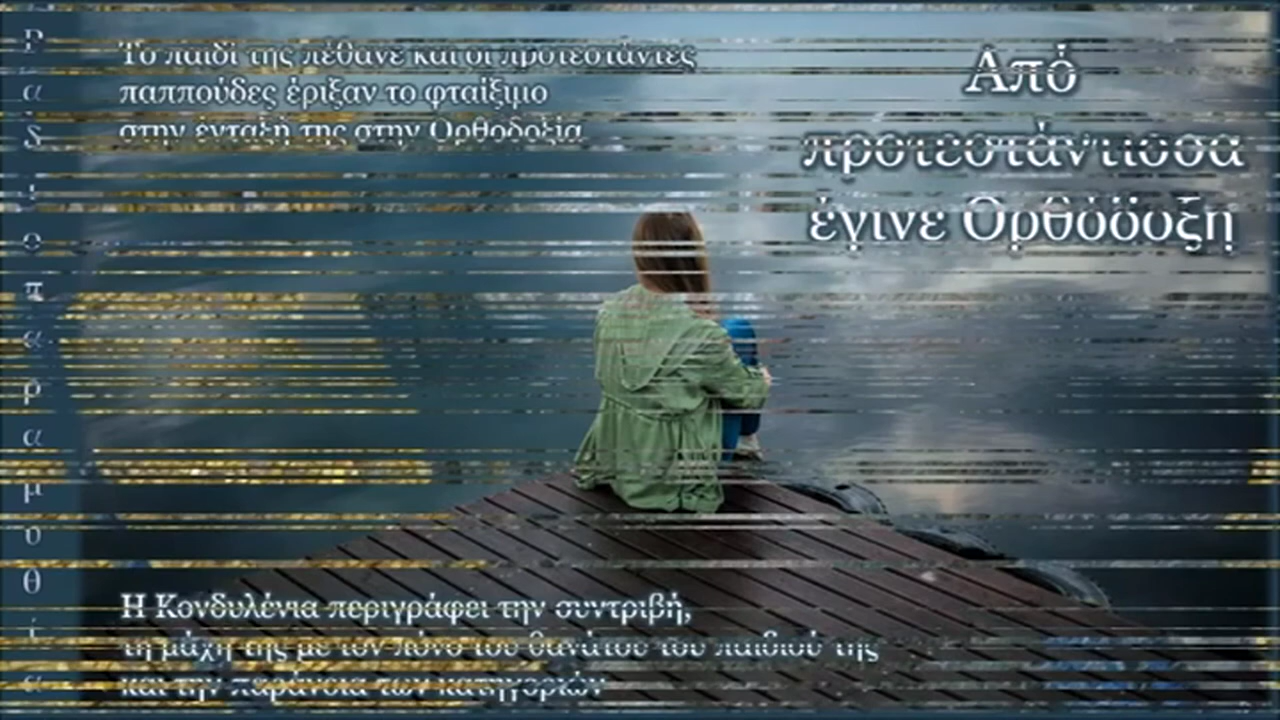 Ραδιοπαραμυθία
Το παιδί της πέθανε και οι προτεστάντες
παππούδες έριξαν το φταίξιμο
στην ένταξή της στην Ορθοδοξία
Από
προτεστάντισσα
έγινε Ορθόδοξη
Η Κονδυλένια περιγράφει την συντριβή,
τη μάχη της με τον πόνο του θανάτου του παιδιού της
και την παράνοια των κατηγοριών